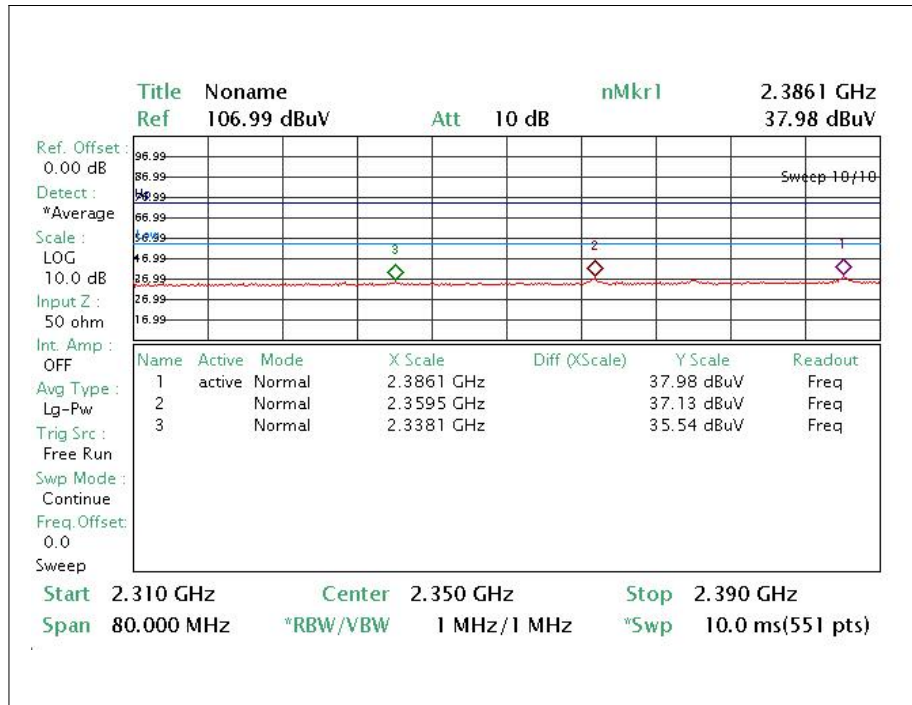 Title Noname nMkr1 2.3861 GHz
Ref 106.99 dBuV Att 10 dB 37.98 dBuV
Ref. Offset :
0.00 dB
Detect :
*Average
Scale :
LOG
10.0 dB
Input Z :
50 ohm
Int. Amp :
OFF
Avg Type :
Lg-Pw
Trig Src :
Free Run
Swp Mode :
Continue
Freq.Offset:
0.0
Sweep
96.99
86.99
Sweep 10/10
76.99
66.99
56.99
46.99
36.99
26.99
16.99
3
2
1
Name Active Mode X Scale Diff (XScale) Y Scale Readout
1 active Normal 2.3861 GHz 37.98 dBuV Freq
2 Normal 2.3595 GHz 37.13 dBuV Freq
3 Normal 2.3381 GHz 35.54 dBuV Freq
Start 2.310 GHz Center 2.350 GHz Stop 2.390 GHz
Span 80.000 MHz *RBW/VBW 1 MHz/1 MHz *Swp 10.0 ms(551 pts)